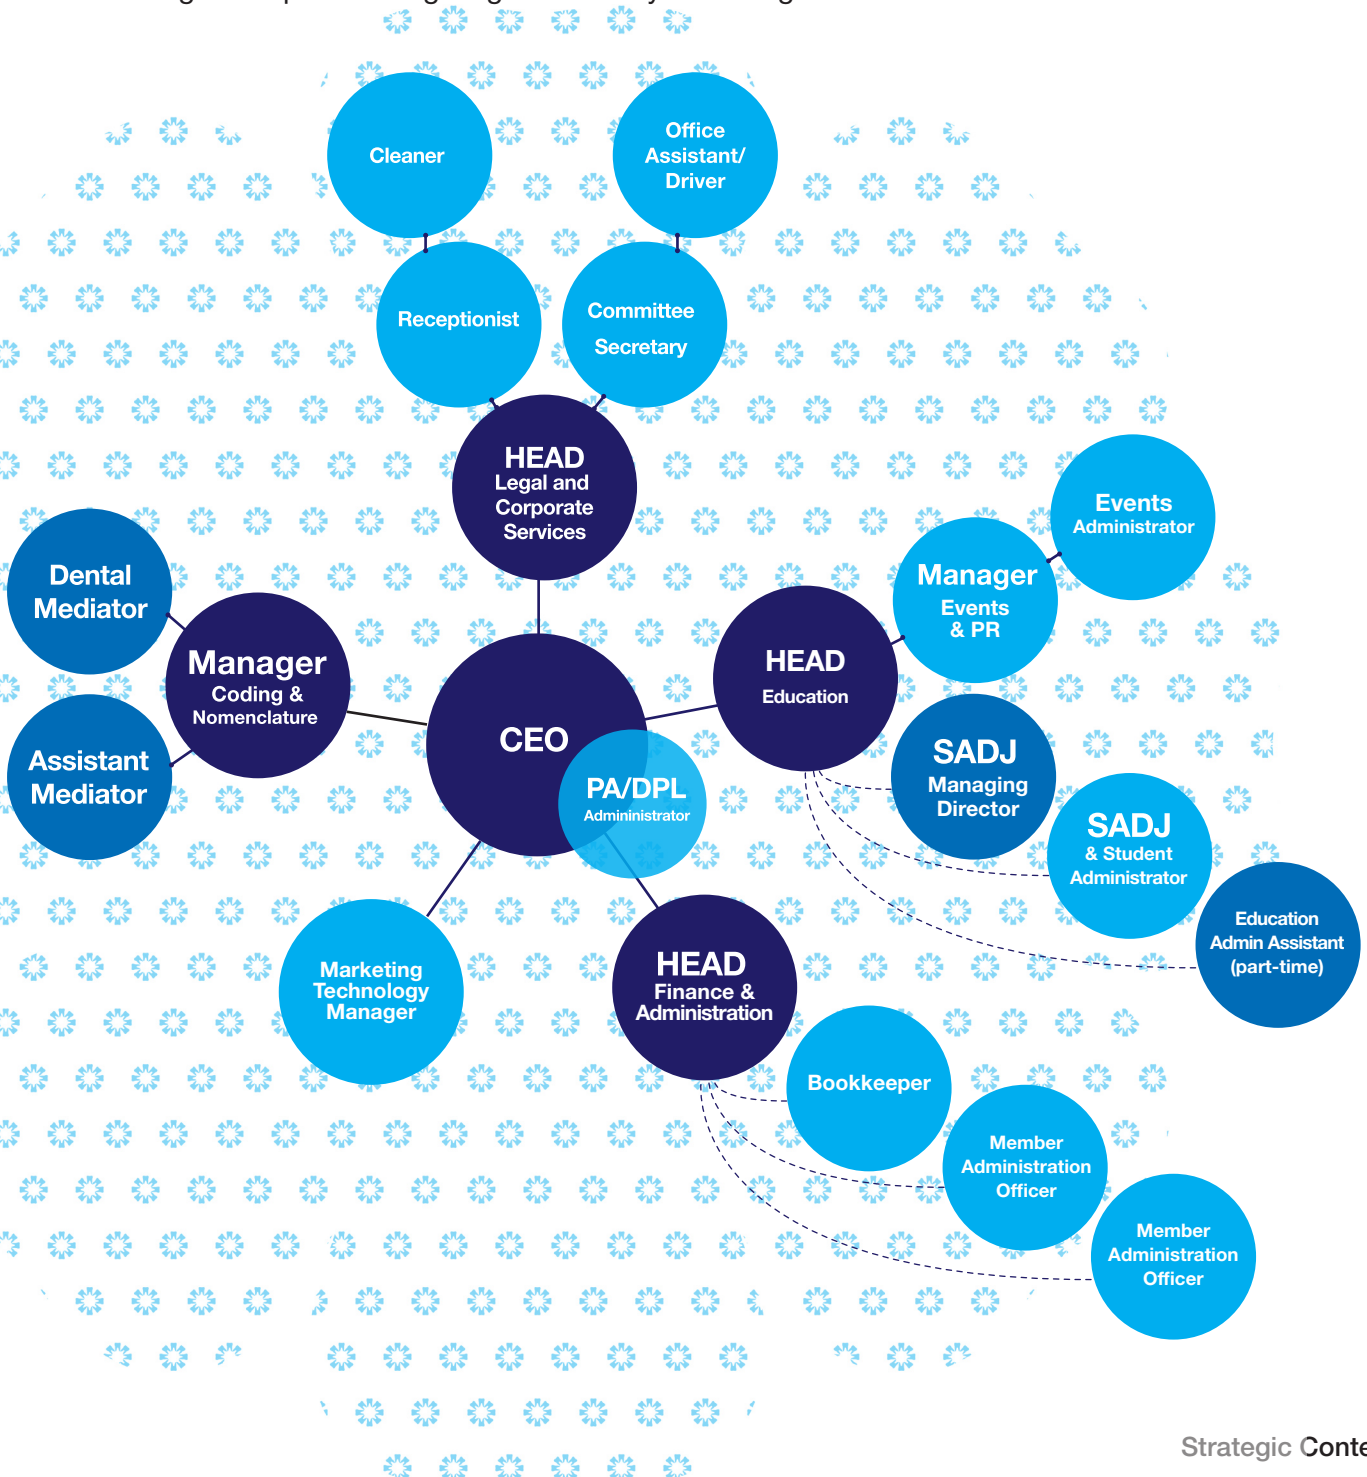 Cleaner
Office
Assistant/
Driver
Receptionist
Committee
Secretary
HEAD
Legal and
Corporate
Services
Events
Administrator
Dental
Mediator
Manager
Events
& PR
Manager
Coding &
Nomenclature
HEAD
Education
Assistant
Mediator
CEO
PA/DPL
Admininistrator
SADJ
Managing
Director
SADJ
& Student
Administrator
Education
Admin Assistant
(part-time)
Marketing
Technology
Manager
HEAD
Finance &
Administration
Bookkeeper
Member
Administration
Officer
Member
Administration
Officer
Strategic Conte